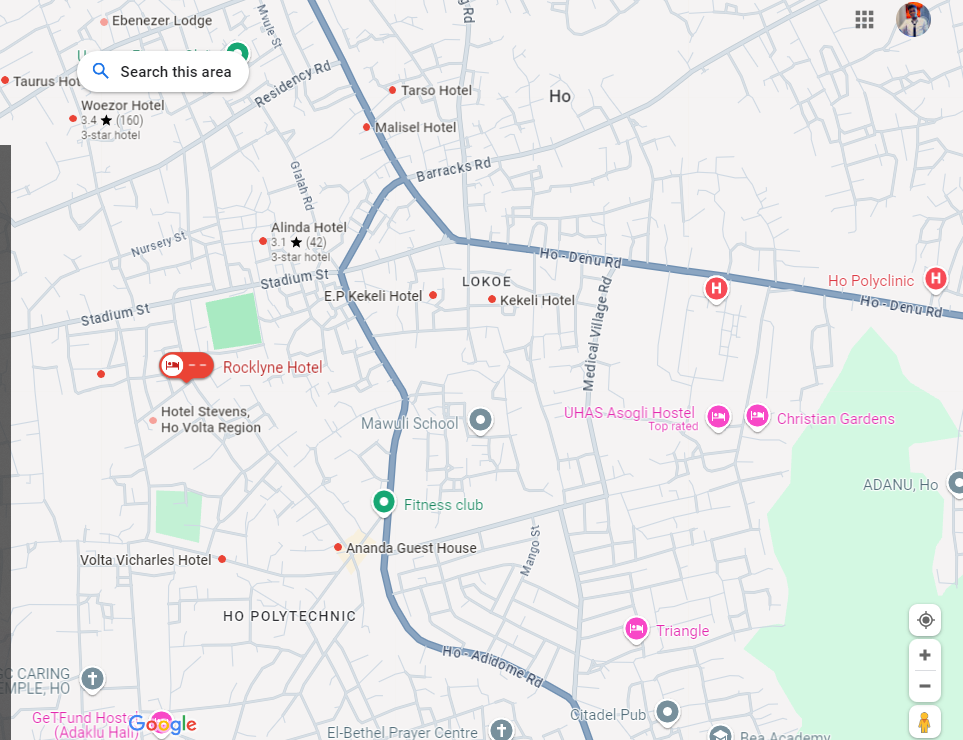 Ebenezer Lodge
Mvule St
Rd
Search this area
Taurus Hot
Residency Rd
Tarso Hotel
Ho
Woezor Hotel
3.4 ★ (160)
3-star hotel
Malisel Hotel
Barracks Rd
Glalah Rd
Alinda Hotel
3.1 ★ (42)
3-star hotel
Nursery St
Stadium St
Ho - Denu Rd
LOKOE
E.P Kekeli Hotel
Kekeli Hotel
H
Ho Polyclinic
H
Ho - Denu Rd
Stadium St
Medical Village Rd
Rocklyne Hotel
Hotel Stevens,
Ho Volta Region
Mawuli School
UHAS Asogli Hostel
Top rated
Christian Gardens
ADANU, Ho
Fitness club
Ananda Guest House
Volta Vicharles Hotel
Mango St
HO POLYTECHNIC
Triangle
Ho - Adidome Rd
SC CARING
EMPLE, HO
GeTFund Hoste
(Adaklu Hall)
Google
El-Bethel Prayer Centre
Citadel Pub
Bea Academy